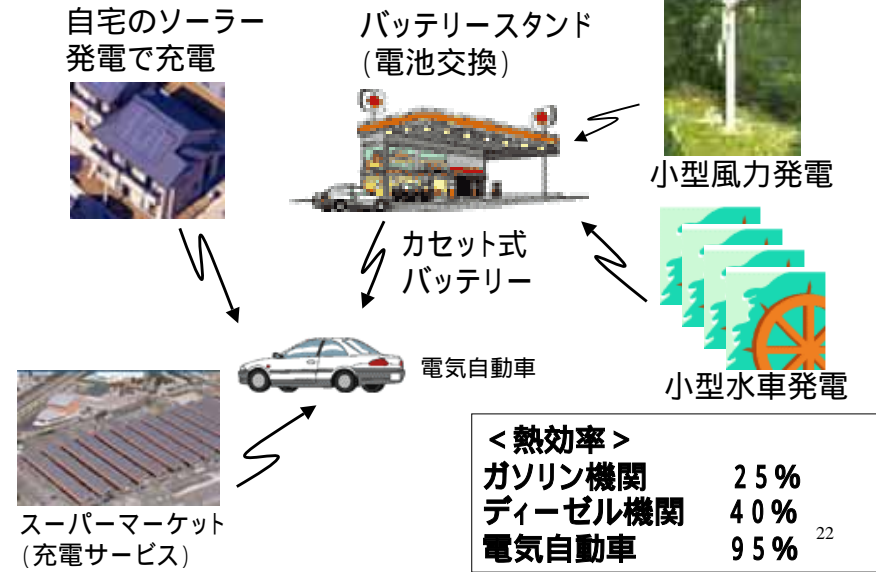 自宅のソーラー
発電で充電
バッテリースタンド
(電池交換)
小型風力発電
カセット式
バッテリー
小型水車発電
電気自動車
スーパーマーケット
(充電サービス)
<熱効率>
ガソリン機関 25%
ディーゼル機関 40%
電気自動車 95%
22